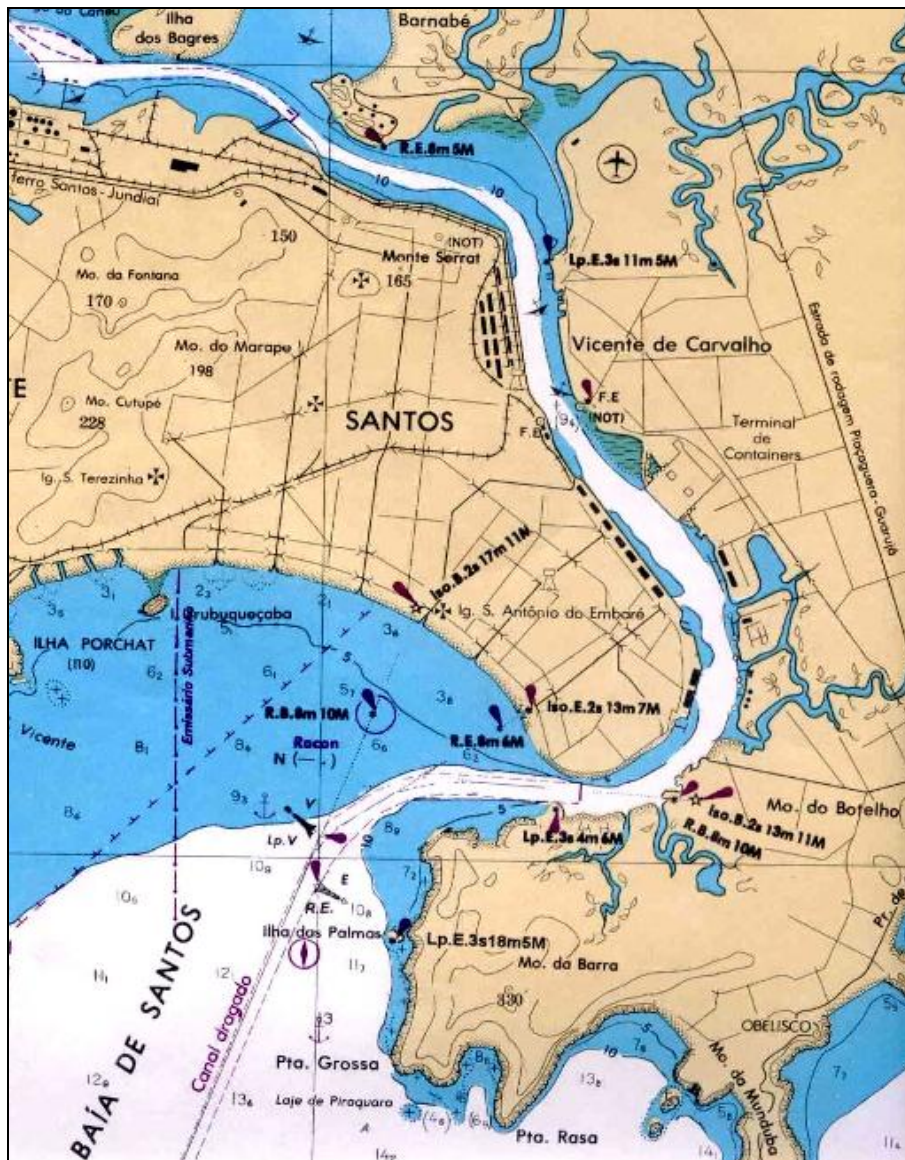 Ilha
dos Bagres
Barnabé
R.E.8m 5M
10
10
ferro Santos-Jundiaí
150
(NOT)
Monte Serrat
165
Lp.E.3s 11m 5M
Mo. da Fontana
170
Mo. do Marapé
198
Vicente de Carvalho
Estrada de rodagem Piaçaguera-Guarujá
TE
Mo. Cutupé
228
SANTOS
F.E
(NOT)
F.E
Terminal
de
Containers
Ig. S. Terezinha
Iso.B.2s 17m 11M
Ig. S. Antônio do Embaré
I. Urubuqueçaba
ILHA PORCHAT
(110)
Emissário Submarino
R.B.8m 10M
Racon
N (—.)
R.E.8m 6M
Iso.E.2s 13m 7M
Vicente
V
Lp.V
Lp.E.3s 4m 6M
Iso.B.2s 13m 11M
R.B.8m 10M
Mo. do Botelho
E
R.E.
Ilha das Palmas
Lp.E.3s18m5M
Mo. da Barra
330
Pr. de
OBELISCO
BAÍA DE SANTOS
Canal dragado
Pta. Grossa
Laje de Piraquara
Pta. Rasa
Mo. da Munduba